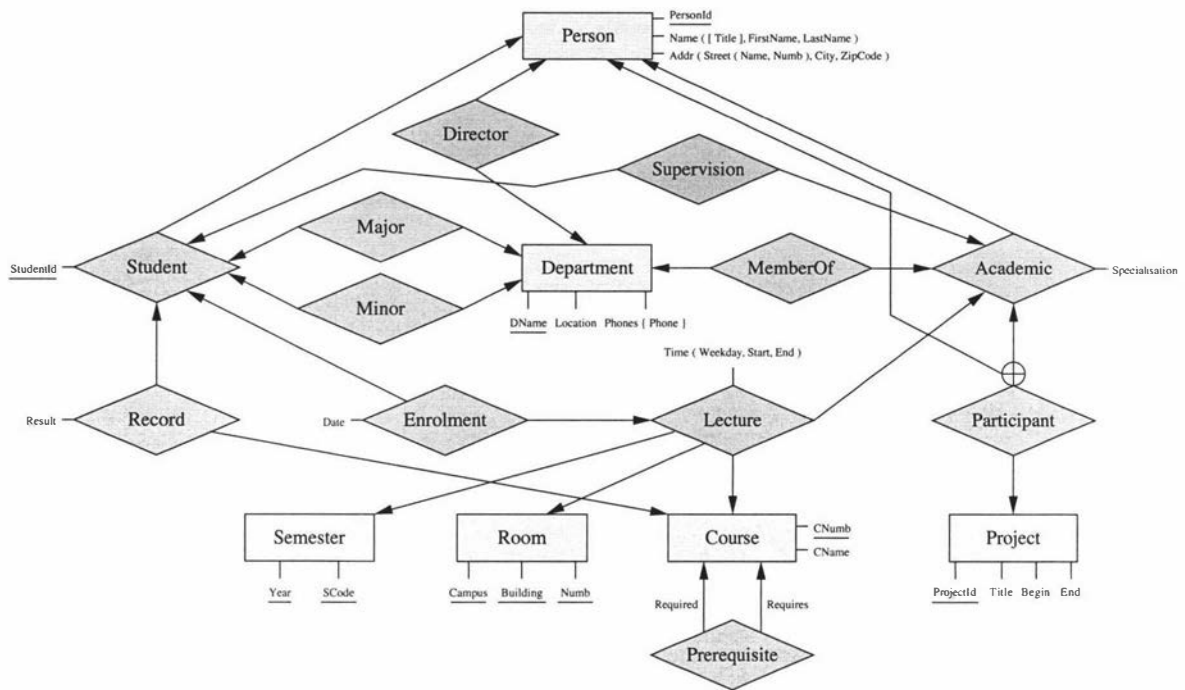 PersonId
Person
Name ( [ Title ], FirstName, LastName )
Addr ( Street ( Name, Numb ), City, ZipCode )
Director
Supervision
Major
StudentId
Student
Department
MemberOf
Academic
Specialisation
Minor
DName
Location
Phones { Phone }
Time ( Weekday, Start, End )
Result
Record
Date
Enrolment
Lecture
Participant
Semester
Room
Course
CNumb
CName
Project
Year
SCode
Campus
Building
Numb
ProjectId
Title
Begin
End
Required
Requires
Prerequisite